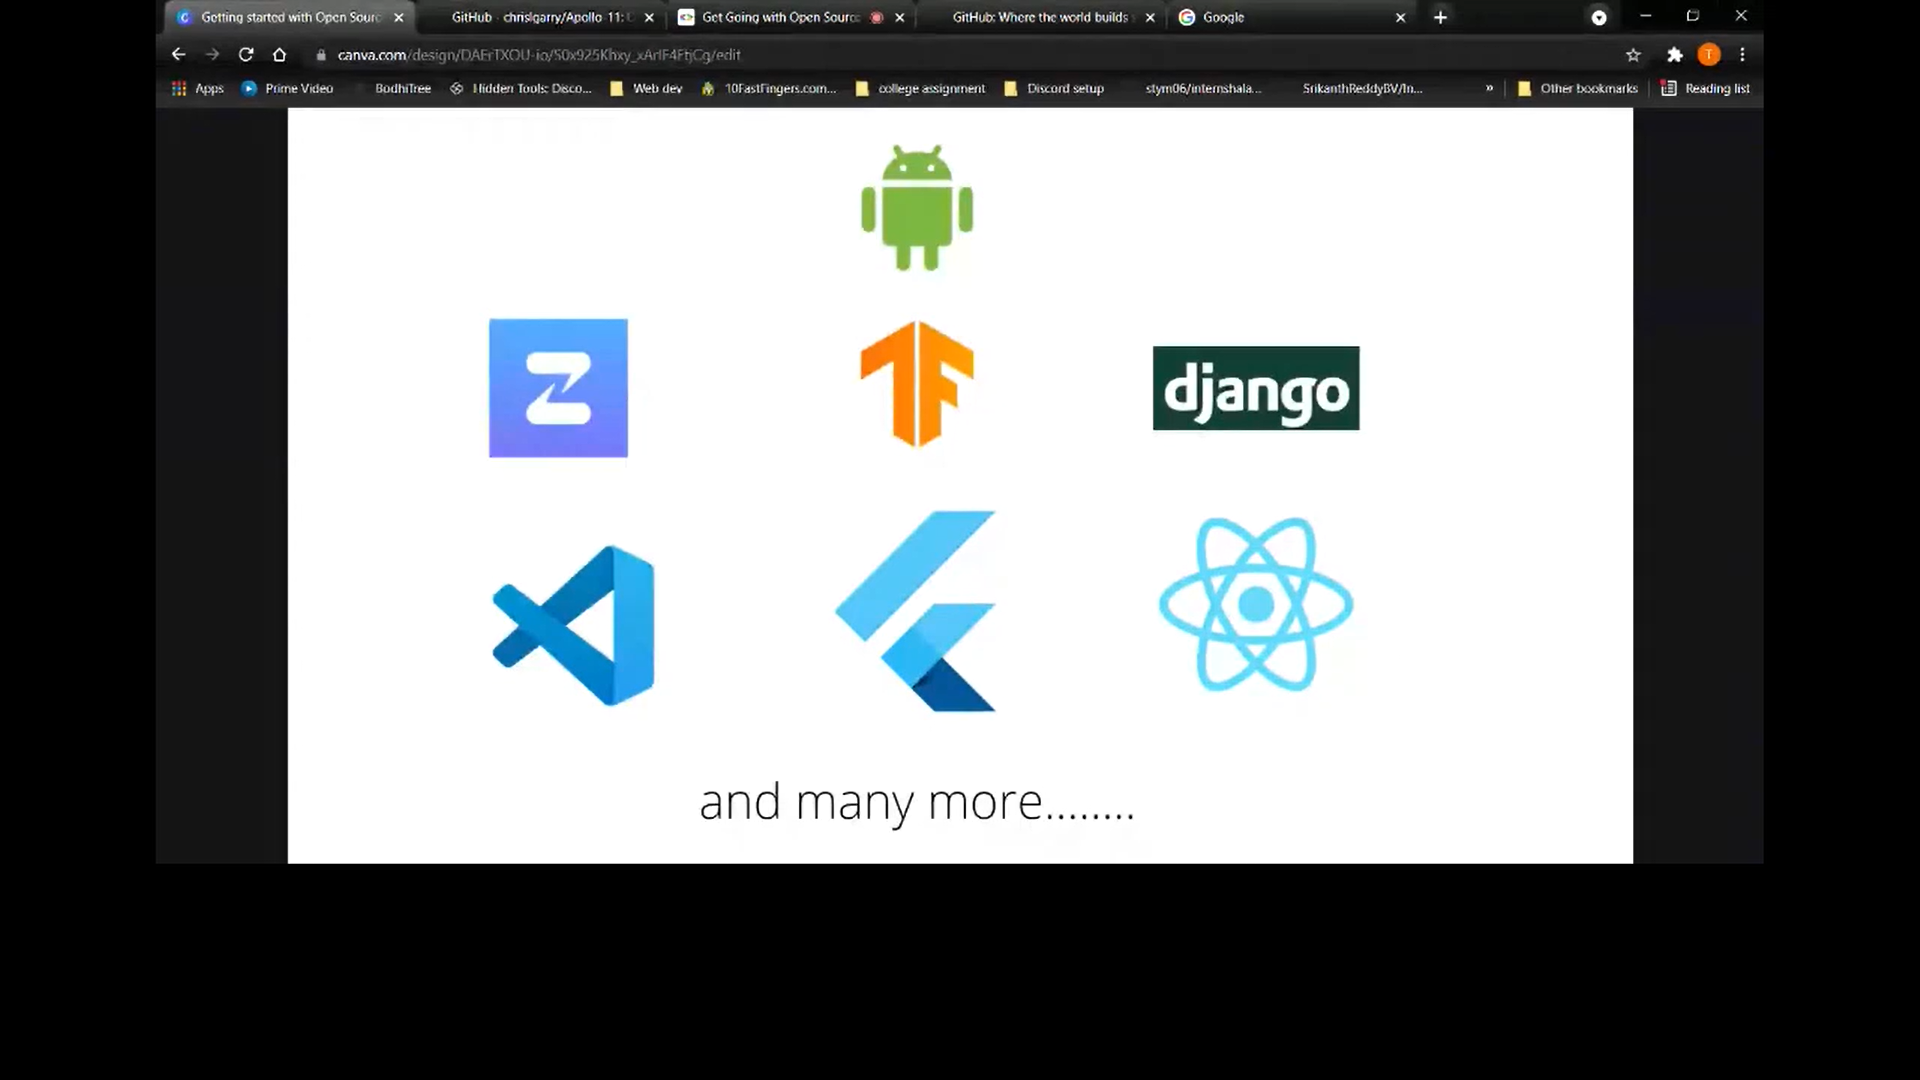 Getting started with Open Sourc
GitHub - chrislgarry/Apollo-11:
Get Going with Open Sourc
GitHub: Where the world builds
Google
canva.com/design/DAErTXOU-io/S0x925Khxy_xArIF4FtjCg/edit
Apps
Prime Video
BodhiTree
Hidden Tools: Disco...
Web dev
10FastFingers.com...
college assignment
Discord setup
stym06/internshala...
SrikanthReddyBV/In...
»
Other bookmarks
Reading list
T
django
and many more........